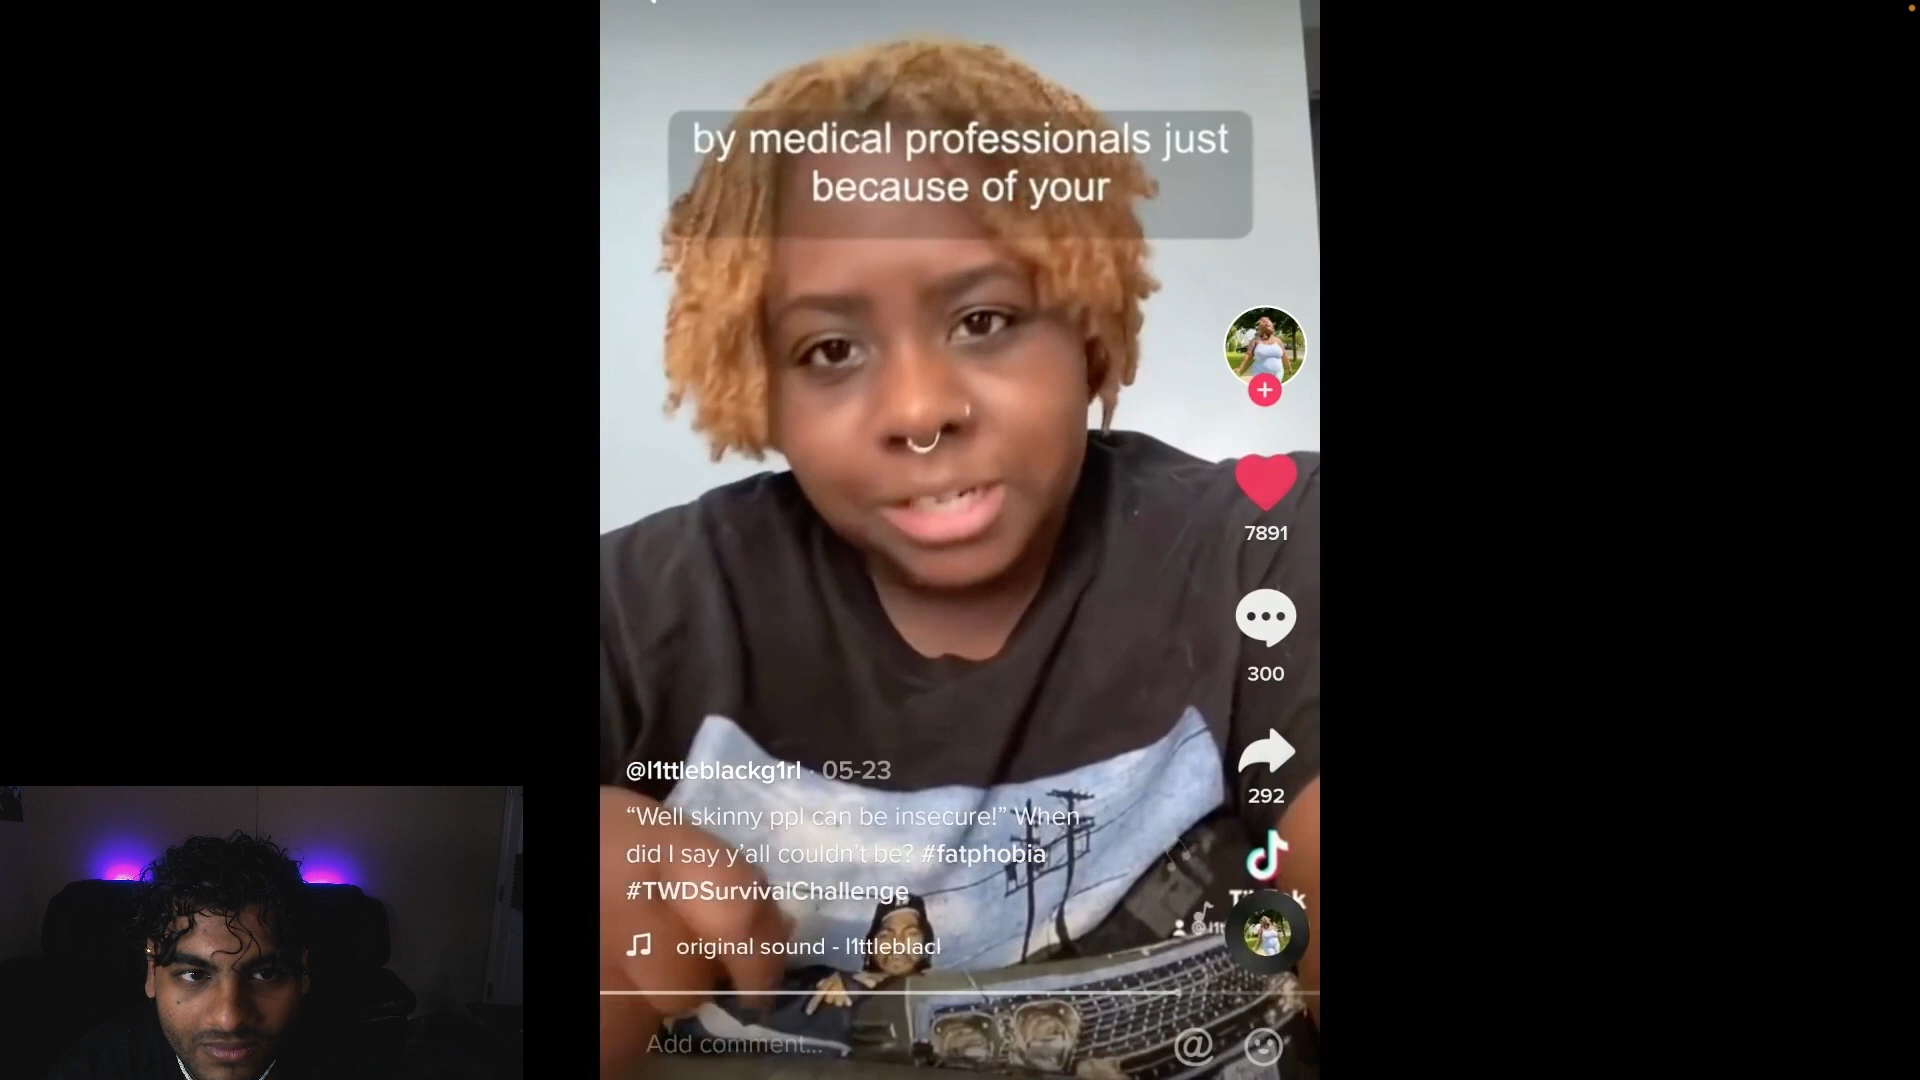 by medical professionals just
because of your
7891
300
292
@l1ttleblackg1rl · 05-23
“Well skinny ppl can be insecure!” When
did I say y’all couldn’t be? #fatphobia
#TWDSurvivalChallenge
original sound - l1ttleblacl
Add comment...